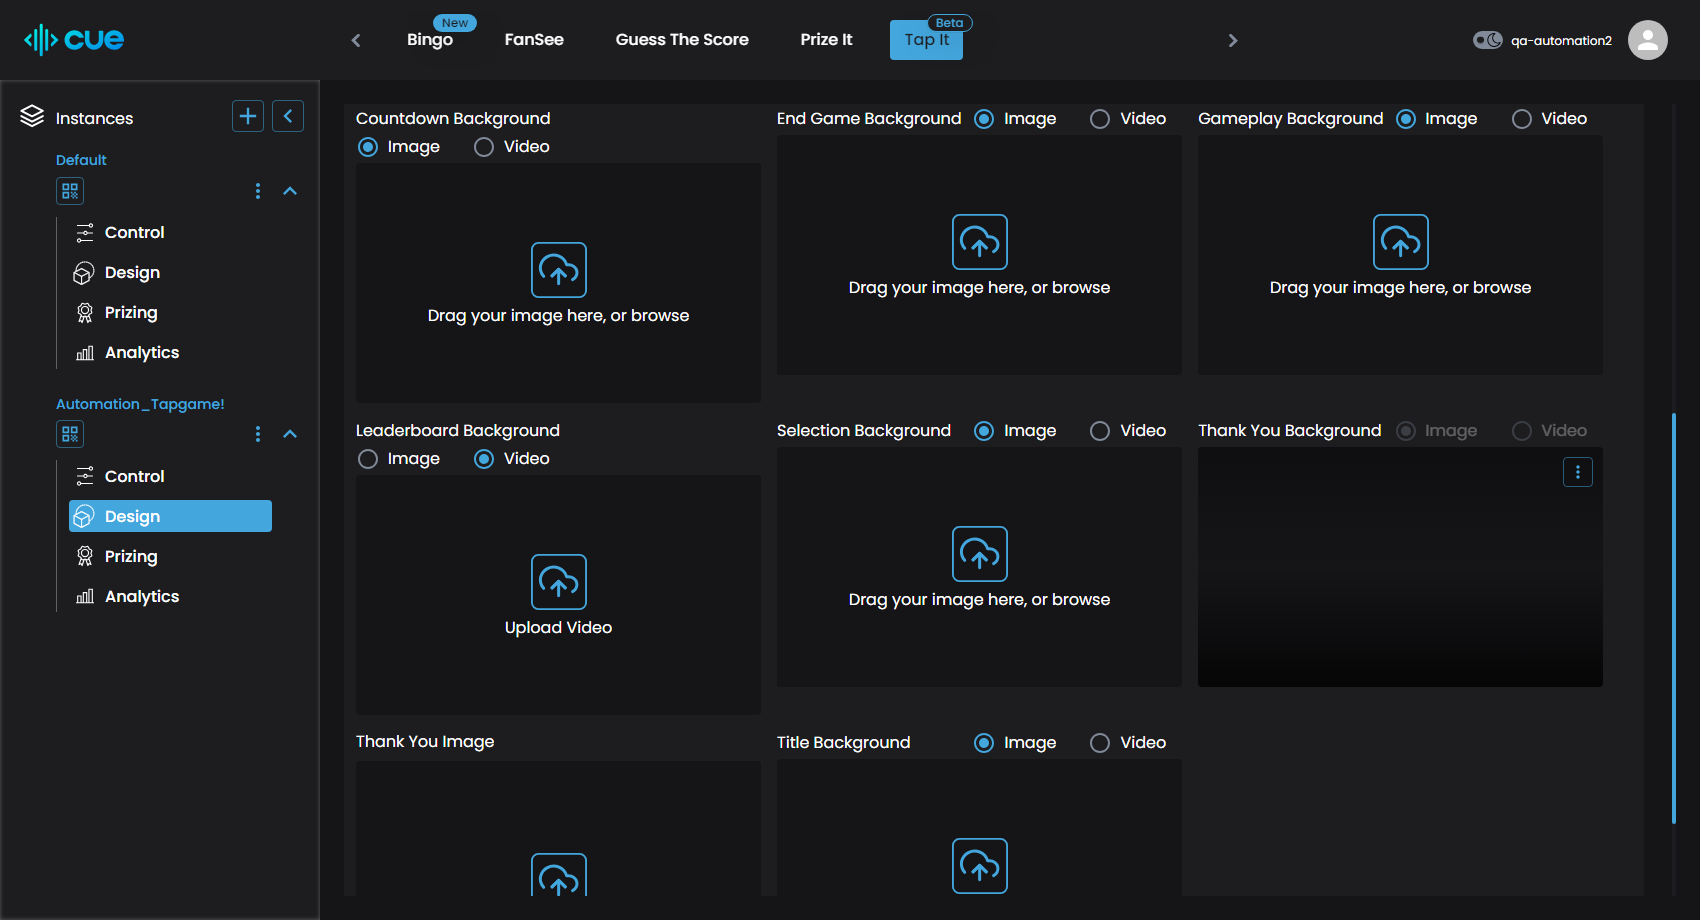 cue
New
Bingo
FanSee
Guess The Score
Prize It
Beta
Tap It
qa-automation2
Instances
Default
Control
Design
Prizing
Analytics
Automation_Tapgame!
Control
Design
Prizing
Analytics
Countdown Background
Image Video
Drag your image here, or browse
End Game Background Image Video
Drag your image here, or browse
Gameplay Background Image Video
Drag your image here, or browse
Leaderboard Background
Image Video
Upload Video
Selection Background Image Video
Drag your image here, or browse
Thank You Background Image Video
Thank You Image
Title Background Image Video